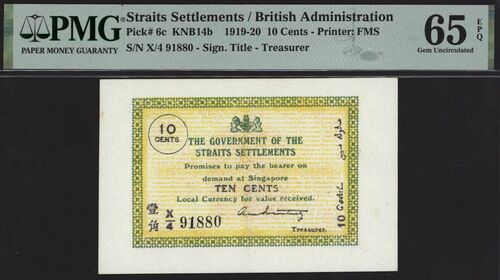 PMG
PAPER MONEY GUARANTY
Straits Settlements / British Administration
Pick# 6c KNB14b 1919-20 10 Cents - Printer: FMS
S/N X/4 91880 - Sign. Title - Treasurer
65 EPQ
Gem Uncirculated
10
CENTS
THE GOVERNMENT OF THE
STRAITS SETTLEMENTS
Promises to pay the bearer on
demand at Singapore
TEN CENTS
Local Currency for value received.
壹角
X/4 91880
Treasurer.